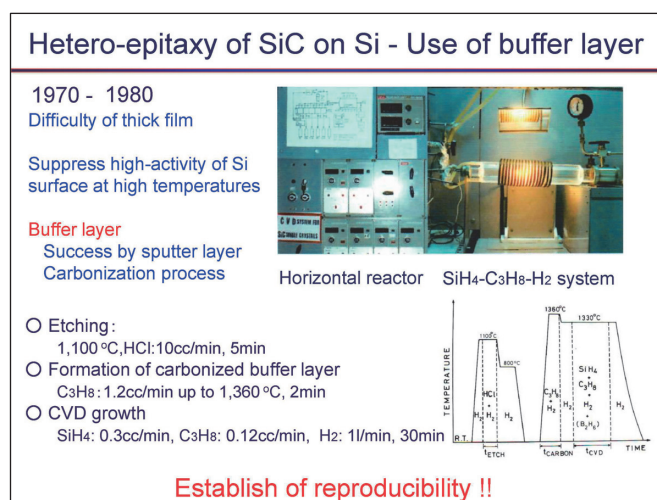 Hetero-epitaxy of SiC on Si - Use of buffer layer
1970 - 1980
Difficulty of thick film
Suppress high-activity of Si
surface at high temperatures
Buffer layer
Success by sputter layer
Carbonization process
CVD SYSTEM FOR
Horizontal reactor
SiH₄-C₃H₈-H₂ system
○ Etching:
1,100 ℃,HCl:10cc/min, 5min
○ Formation of carbonized buffer layer
C₃H₈: 1.2cc/min up to 1,360 ℃, 2min
○ CVD growth
SiH₄: 0.3cc/min, C₃H₈: 0.12cc/min, H₂: 1l/min, 30min
TEMPERATURE
R.T.
1100°C
800°C
H₂
HCl
+
H₂
H₂
tETCH
1360°C
1330°C
C₃H₈
+
H₂
H₂
SiH₄
+
C₃H₈
+
H₂
+
(B₂H₆)
H₂
tCARBON
tCVD
TIME
Establish of reproducibility !!